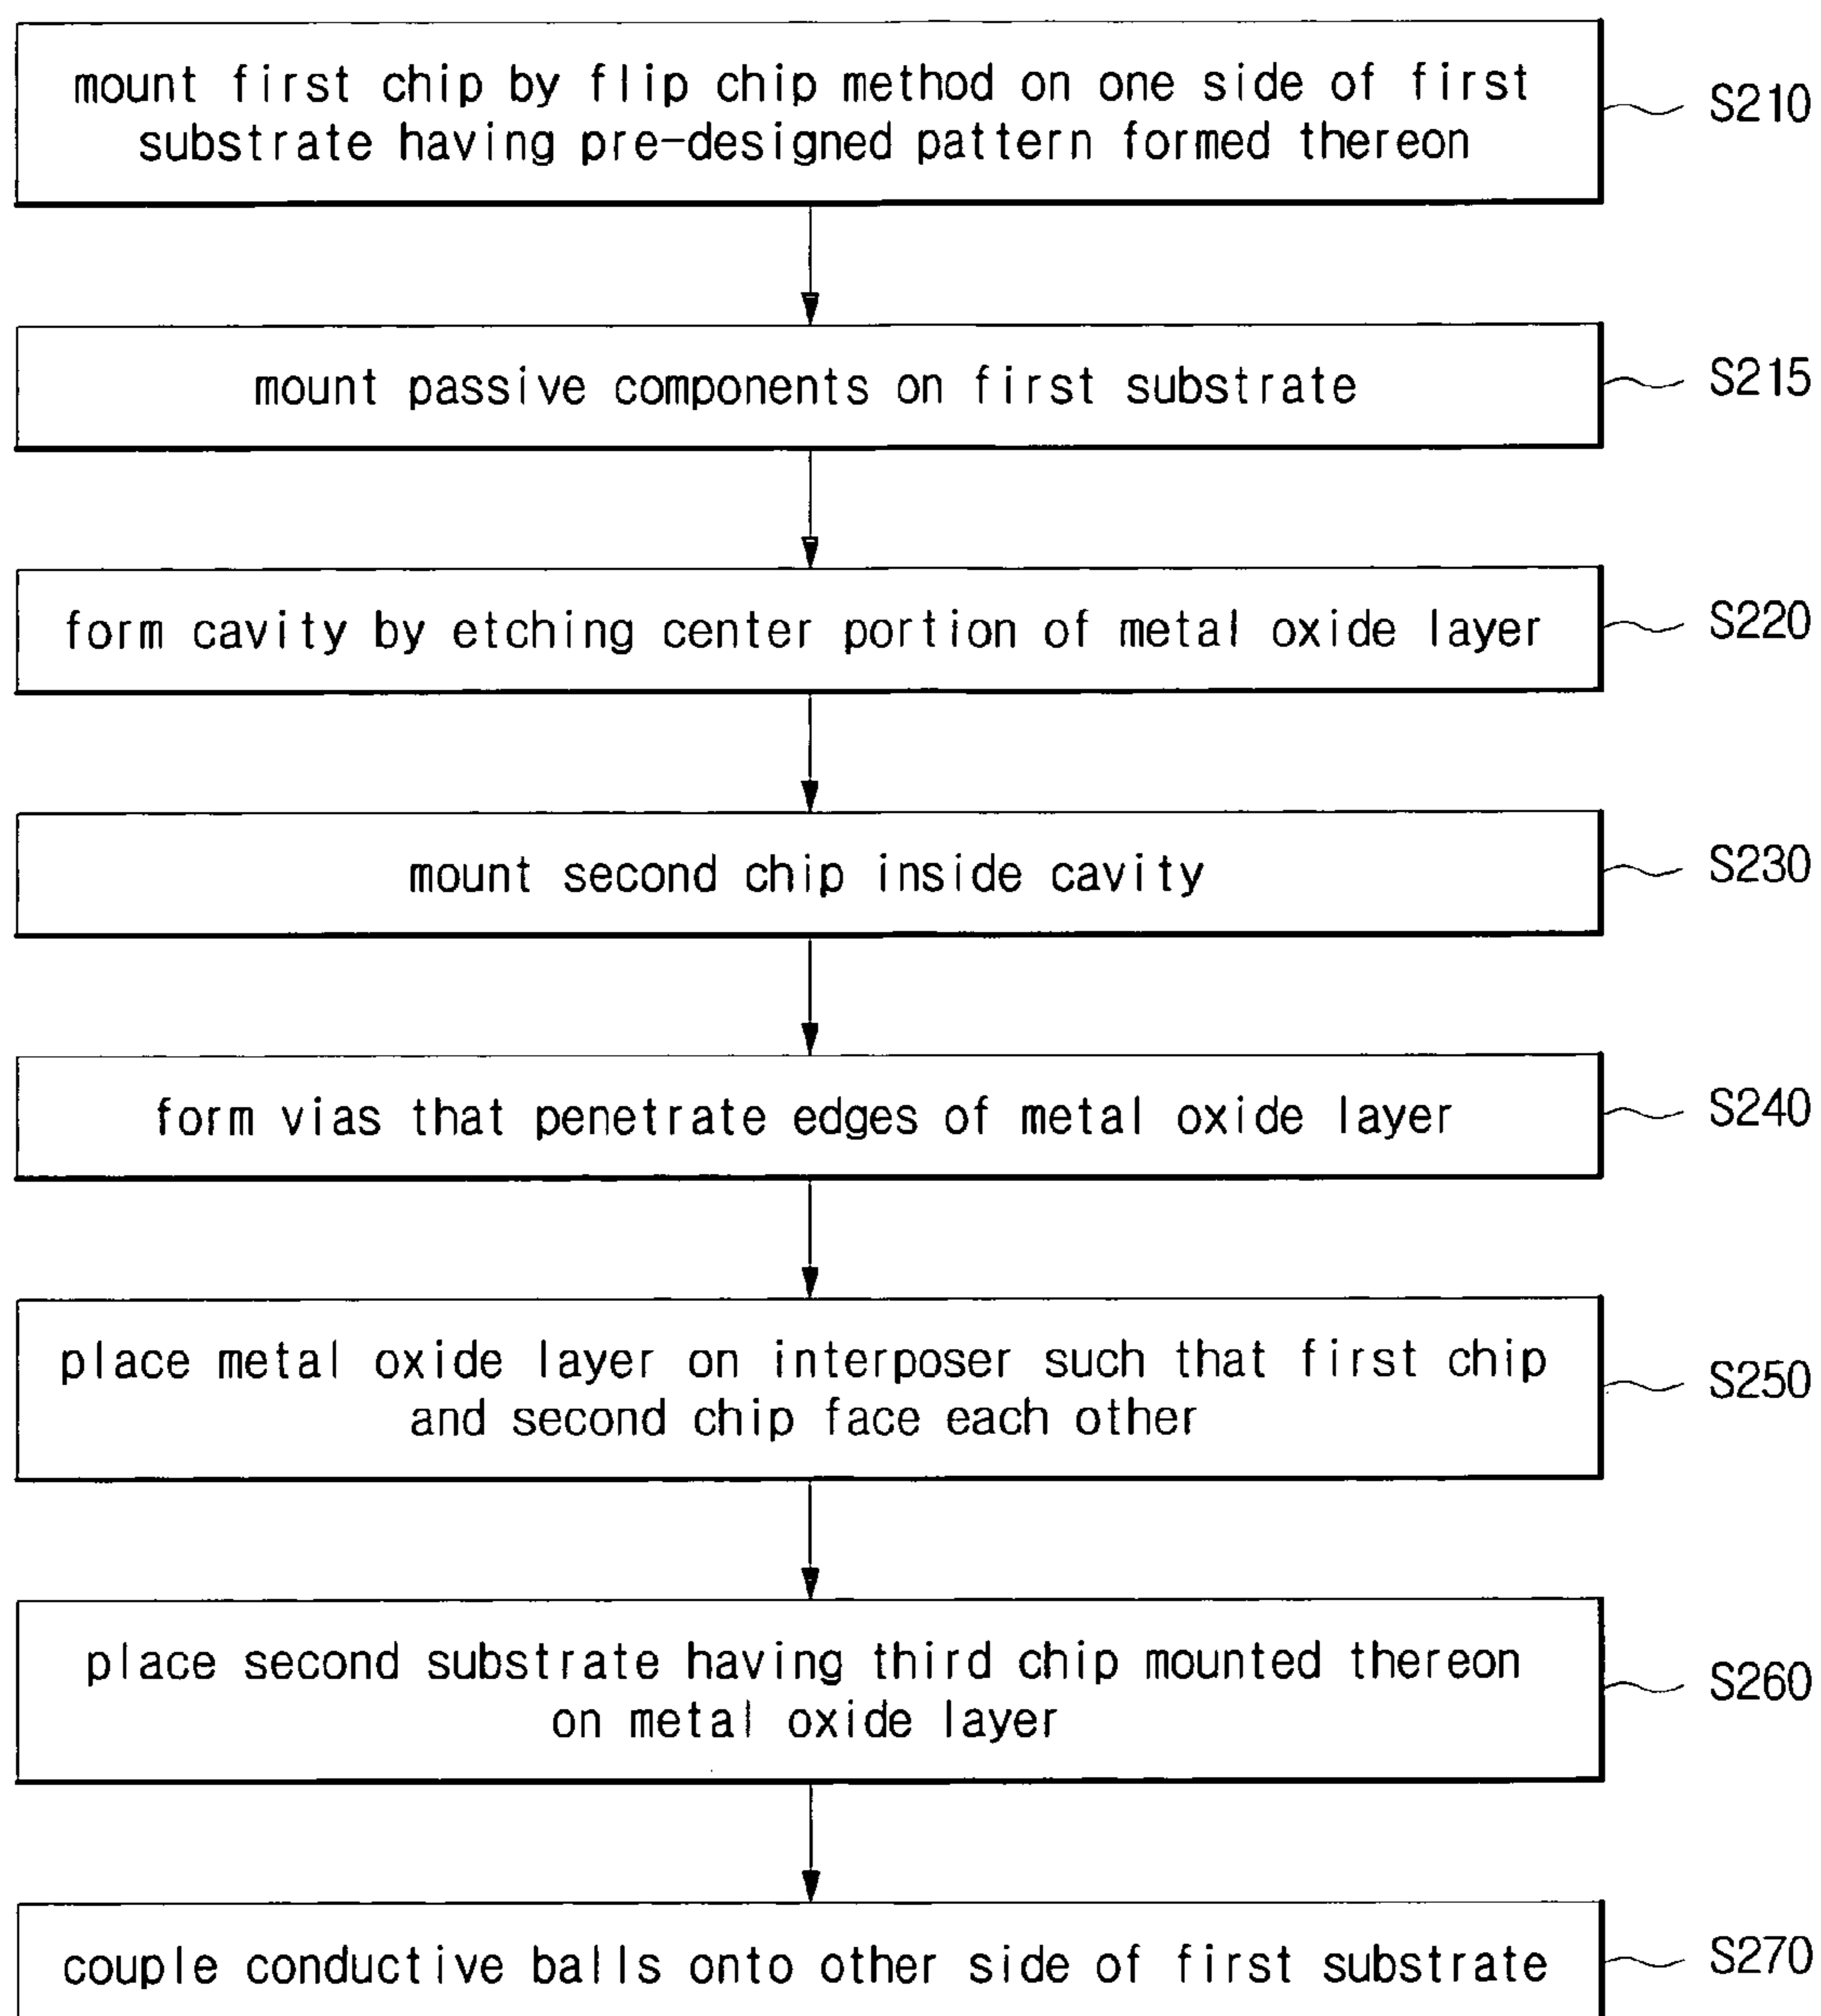 mount first chip by flip chip method on one side of first
substrate having pre-designed pattern formed thereon
S210
mount passive components on first substrate
S215
form cavity by etching center portion of metal oxide layer
S220
mount second chip inside cavity
S230
form vias that penetrate edges of metal oxide layer
S240
place metal oxide layer on interposer such that first chip
and second chip face each other
S250
place second substrate having third chip mounted thereon
on metal oxide layer
S260
couple conductive balls onto other side of first substrate
S270